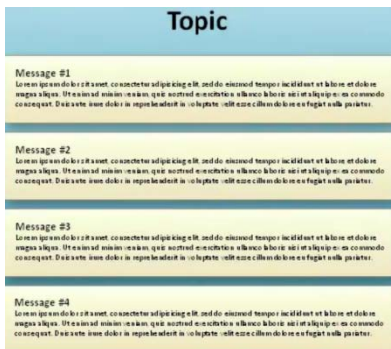 Topic
Message #1
Lorem ipsum dolor sit amet, consectetur adipisicing elit, sed do eiusmod tempor incididunt ut labore et dolore
magna aliqua. Ut enim ad minim veniam, quis nostrud exercitation ullamco laboris nisi ut aliquip ex ea commodo
consequat. Duis aute irure dolor in reprehenderit in voluptate velit esse cillum dolore eu fugiat nulla pariatur.
Message #2
Lorem ipsum dolor sit amet, consectetur adipisicing elit, sed do eiusmod tempor incididunt ut labore et dolore
magna aliqua. Ut enim ad minim veniam, quis nostrud exercitation ullamco laboris nisi ut aliquip ex ea commodo
consequat. Duis aute irure dolor in reprehenderit in voluptate velit esse cillum dolore eu fugiat nulla pariatur.
Message #3
Lorem ipsum dolor sit amet, consectetur adipisicing elit, sed do eiusmod tempor incididunt ut labore et dolore
magna aliqua. Ut enim ad minim veniam, quis nostrud exercitation ullamco laboris nisi ut aliquip ex ea commodo
consequat. Duis aute irure dolor in reprehenderit in voluptate velit esse cillum dolore eu fugiat nulla pariatur.
Message #4
Lorem ipsum dolor sit amet, consectetur adipisicing elit, sed do eiusmod tempor incididunt ut labore et dolore
magna aliqua. Ut enim ad minim veniam, quis nostrud exercitation ullamco laboris nisi ut aliquip ex ea commodo
consequat. Duis aute irure dolor in reprehenderit in voluptate velit esse cillum dolore eu fugiat nulla pariatur.